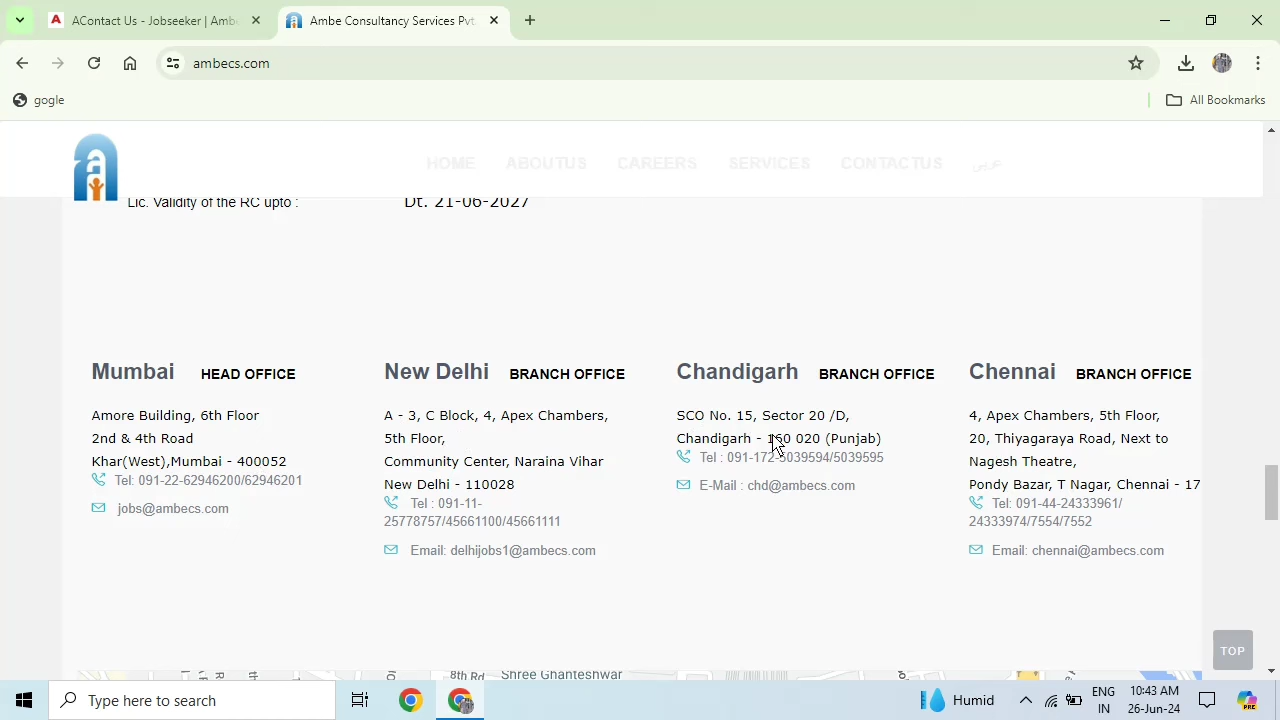 AContact Us - Jobseeker | Amb
Ambe Consultancy Services Pvt
ambecs.com
gogle
All Bookmarks
HOME ABOUTUS CAREERS SERVICES CONTACTUS عربى
Lic. Validity of the RC upto : Dt. 21-06-2027
Mumbai HEAD OFFICE
Amore Building, 6th Floor
2nd & 4th Road
Khar(West),Mumbai - 400052
Tel: 091-22-62946200/62946201
jobs@ambecs.com
New Delhi BRANCH OFFICE
A - 3, C Block, 4, Apex Chambers,
5th Floor,
Community Center, Naraina Vihar
New Delhi - 110028
Tel : 091-11-
25778757/45661100/45661111
Email: delhijobs1@ambecs.com
Chandigarh BRANCH OFFICE
SCO No. 15, Sector 20 /D,
Chandigarh - 160 020 (Punjab)
Tel : 091-172-5039594/5039595
E-Mail : chd@ambecs.com
Chennai BRANCH OFFICE
4, Apex Chambers, 5th Floor,
20, Thiyagaraya Road, Next to
Nagesh Theatre,
Pondy Bazar, T Nagar, Chennai - 17
Tel: 091-44-24333961/
24333974/7554/7552
Email: chennai@ambecs.com
TOP
8th Rd Shree Ghanteshwar
Type here to search
Humid
ENG
IN
10:43 AM
26-Jun-24